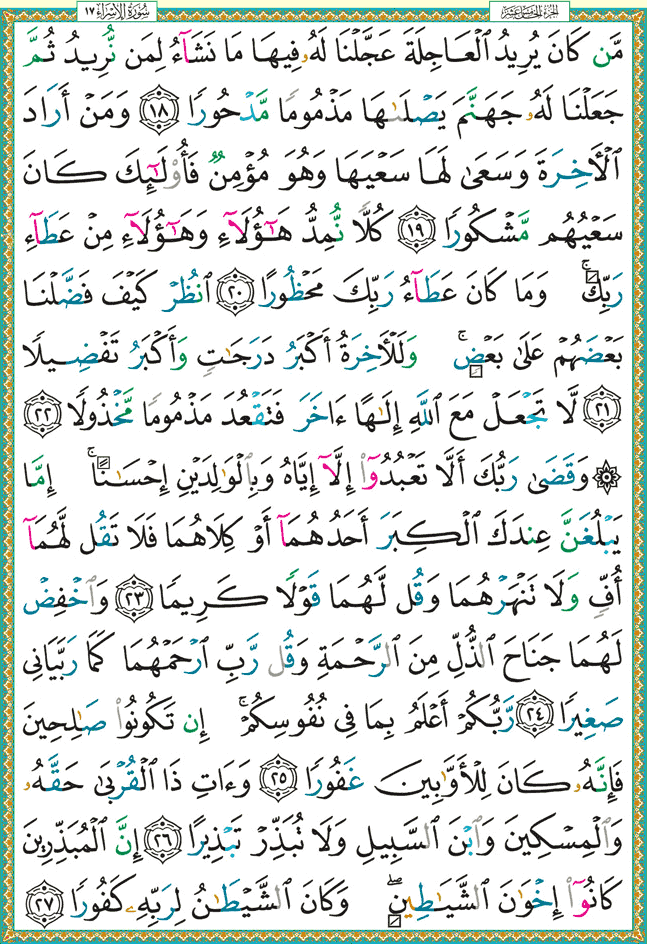 الجزء الخامس عشر
سورة الإسراء ١٧
مَّن كَانَ يُرِيدُ ٱلْعَاجِلَةَ عَجَّلْنَا لَهُۥ فِيهَا مَا نَشَآءُ لِمَن نُّرِيدُ ثُمَّ
جَعَلْنَا لَهُۥ جَهَنَّمَ يَصْلَىٰهَا مَذْمُومًا مَّدْحُورًا ١٨ وَمَنْ أَرَادَ
ٱلْأَخِرَةَ وَسَعَىٰ لَهَا سَعْيَهَا وَهُوَ مُؤْمِنٌ فَأُوْلَٰٓئِكَ كَانَ
سَعْيُهُم مَّشْكُورًا ١٩ كُلًّا نُّمِدُّ هَٰٓؤُلَآءِ وَهَٰٓؤُلَآءِ مِنْ عَطَآءِ
رَبِّكَۚ وَمَا كَانَ عَطَآءُ رَبِّكَ مَحْظُورًا ٢٠ ٱنظُرْ كَيْفَ فَضَّلْنَا
بَعْضَهُمْ عَلَىٰ بَعْضٍۚ وَلَلْأَخِرَةُ أَكْبَرُ دَرَجَٰتٍ وَأَكْبَرُ تَفْضِيلًا
٢١ لَّا تَجْعَلْ مَعَ ٱللَّهِ إِلَٰهًا ءَاخَرَ فَتَقْعُدَ مَذْمُومًا مَّخْذُولًا ٢٢
۞ وَقَضَىٰ رَبُّكَ أَلَّا تَعْبُدُوٓا۟ إِلَّآ إِيَّاهُ وَبِٱلْوَٰلِدَيْنِ إِحْسَٰنًاۚ إِمَّا
يَبْلُغَنَّ عِندَكَ ٱلْكِبَرَ أَحَدُهُمَآ أَوْ كِلَاهُمَا فَلَا تَقُل لَّهُمَآ
أُفٍّ وَلَا تَنْهَرْهُمَا وَقُل لَّهُمَا قَوْلًا كَرِيمًا ٢٣ وَٱخْفِضْ
لَهُمَا جَنَاحَ ٱلذُّلِّ مِنَ ٱلرَّحْمَةِ وَقُل رَّبِّ ٱرْحَمْهُمَا كَمَا رَبَّيَانِى
صَغِيرًا ٢٤ رَّبُّكُمْ أَعْلَمُ بِمَا فِى نُفُوسِكُمْۚ إِن تَكُونُوا۟ صَٰلِحِينَ
فَإِنَّهُۥ كَانَ لِلْأَوَّٰبِينَ غَفُورًا ٢٥ وَءَاتِ ذَا ٱلْقُرْبَىٰ حَقَّهُۥ
وَٱلْمِسْكِينَ وَٱبْنَ ٱلسَّبِيلِ وَلَا تُبَذِّرْ تَبْذِيرًا ٢٦ إِنَّ ٱلْمُبَذِّرِينَ
كَانُوٓا۟ إِخْوَٰنَ ٱلشَّيَٰطِينِۖ وَكَانَ ٱلشَّيْطَٰنُ لِرَبِّهِۦ كَفُورًا ٢٧